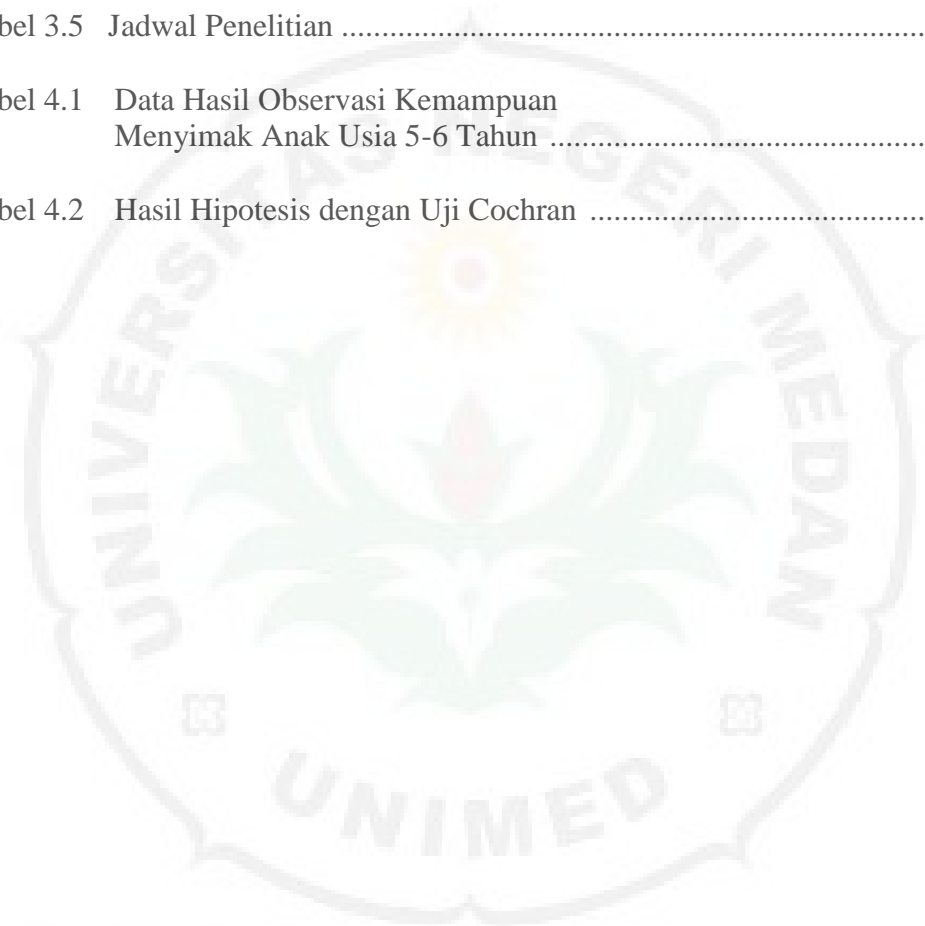 bel 3.5 Jadwal Penelitian ........................................................................
bel 4.1 Data Hasil Observasi Kemampuan
Menyimak Anak Usia 5-6 Tahun ..............................................
bel 4.2 Hasil Hipotesis dengan Uji Cochran .........................................
UNIVERSITAS NEGERI MEDAN
UNIMED